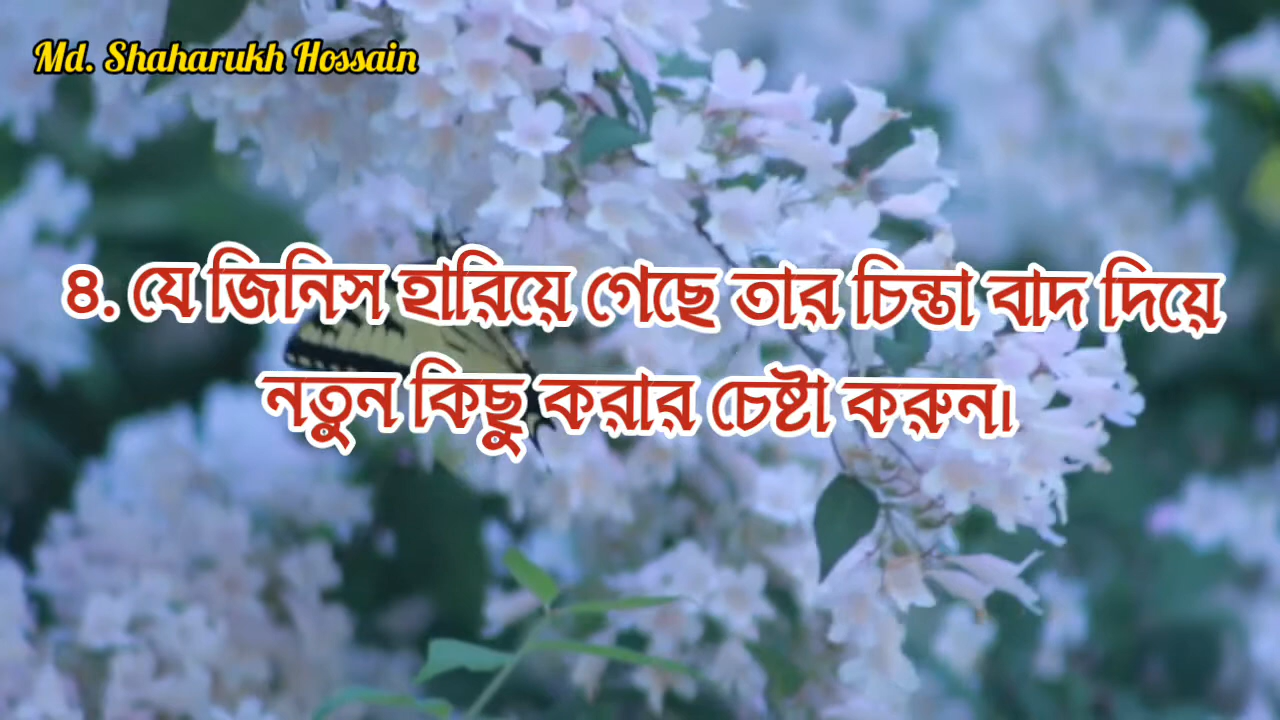 Md. Shaharukh Hossain
৪. যে জিনিস হারিয়ে গেছে তার চিন্তা বাদ দিয়ে
নতুন কিছু করার চেষ্টা করুন।